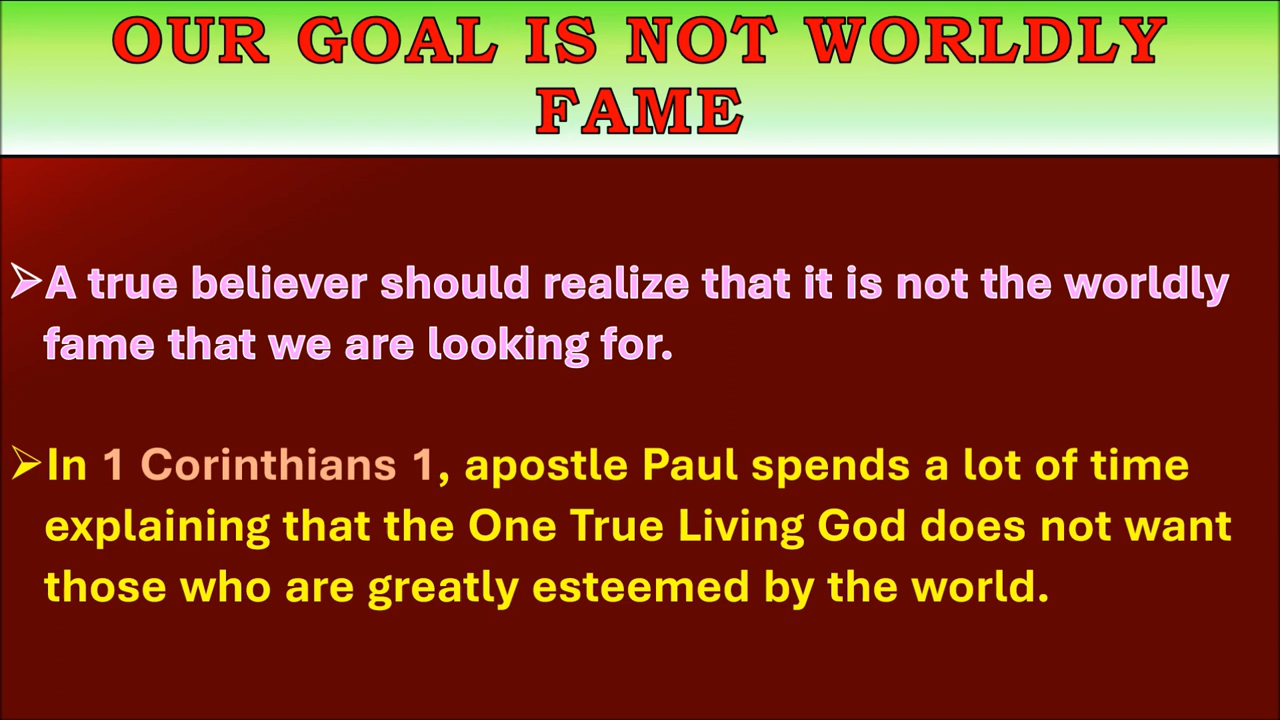 OUR GOAL IS NOT WORLDLY
FAME
➢A true believer should realize that it is not the worldly
fame that we are looking for.
➢In 1 Corinthians 1, apostle Paul spends a lot of time
explaining that the One True Living God does not want
those who are greatly esteemed by the world.